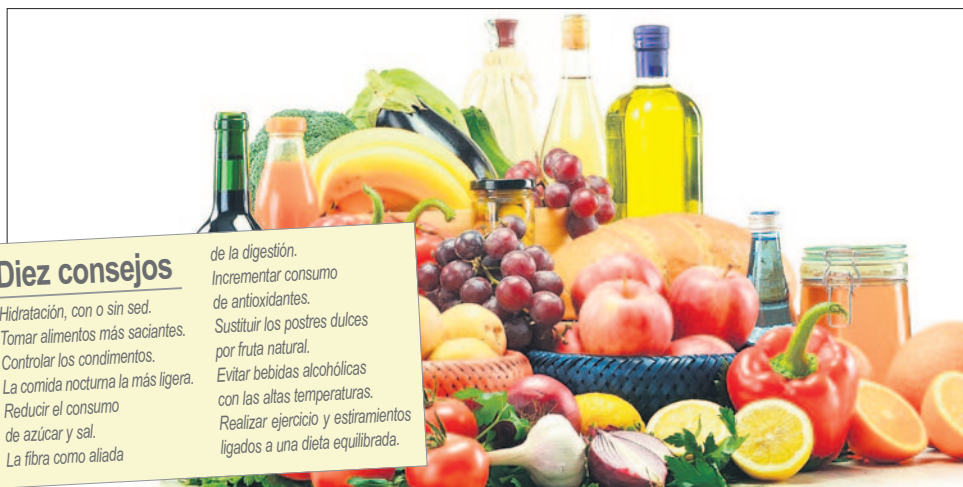 Diez consejos
Hidratación, con o sin sed.
Tomar alimentos más saciantes.
Controlar los condimentos.
La comida nocturna la más ligera.
Reducir el consumo
de azúcar y sal.
La fibra como aliada
de la digestión.
Incrementar consumo
de antioxidantes.
Sustituir los postres dulces
por fruta natural.
Evitar bebidas alcohólicas
con las altas temperaturas.
Realizar ejercicio y estiramientos
ligados a una dieta equilibrada.